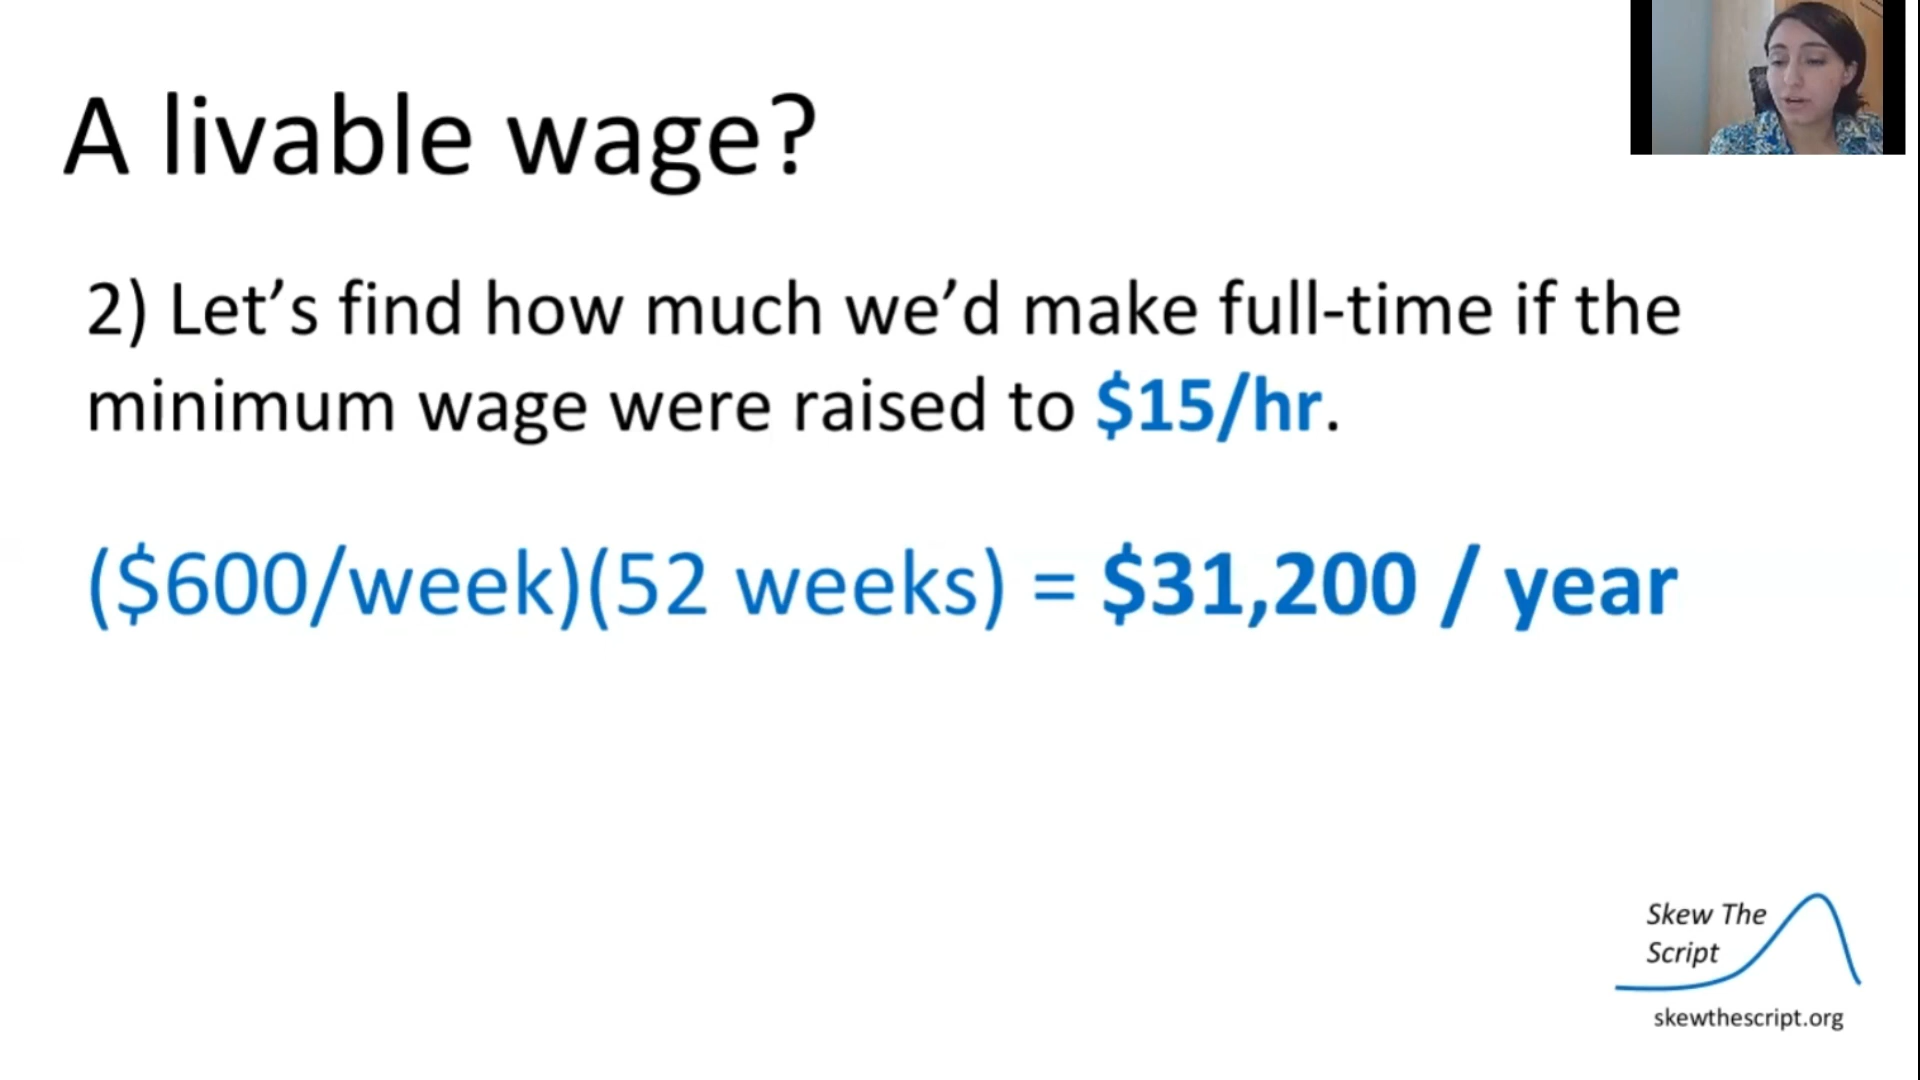 A livable wage?
2) Let’s find how much we’d make full-time if the
minimum wage were raised to $15/hr.
($600/week)(52 weeks) = $31,200 / year
Skew The
Script
skewthescript.org